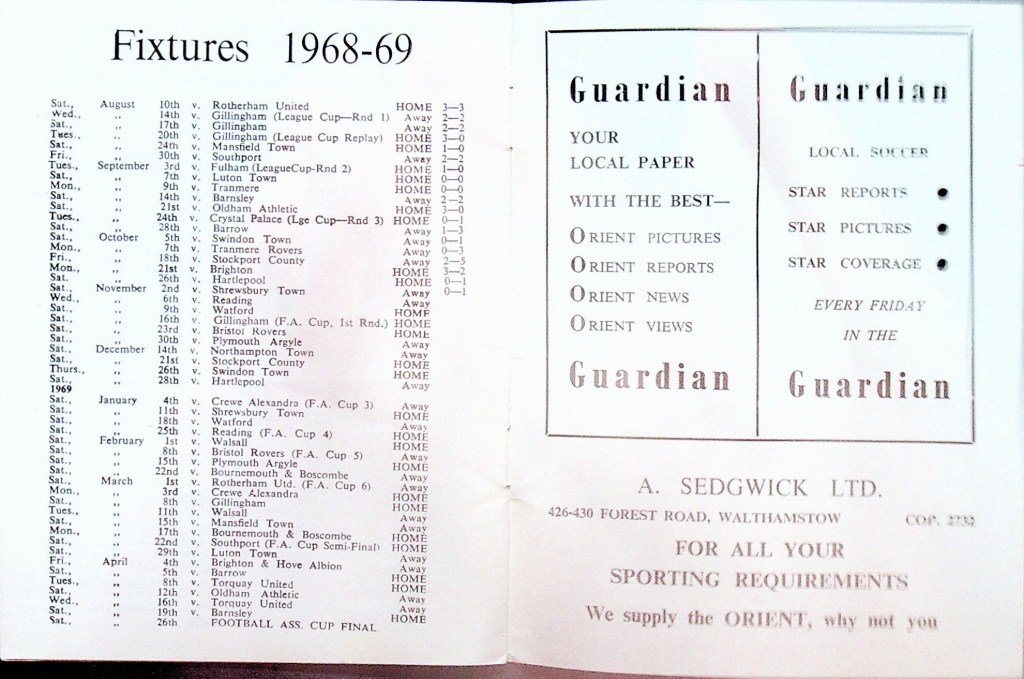 Fixtures 1968-69
Sat., August 10th v. Rotherham United HOME 3—3
Wed., ,, 14th v. Gillingham (League Cup—Rnd 1) Away 2—2
Sat., ,, 17th v. Gillingham Away 2—2
Tues., ,, 20th v. Gillingham (League Cup Replay) HOME 3—0
Sat., ,, 24th v. Mansfield Town HOME 1—0
Fri., ,, 30th v. Southport Away 2—2
Tues., September 3rd v. Fulham (LeagueCup-Rnd 2) HOME 1—0
Sat., ,, 7th v. Luton Town HOME 0—0
Mon., ,, 9th v. Tranmere HOME 0—0
Sat., ,, 14th v. Barnsley Away 2—2
Sat., ,, 21st v. Oldham Athletic HOME 3—0
Tues., ,, 24th v. Crystal Palace (Lge Cup—Rnd 3) HOME 0—1
Sat., ,, 28th v. Barrow Away 1—3
Sat., October 5th v. Swindon Town Away 0—1
Mon., ,, 7th v. Tranmere Rovers Away 0—3
Fri., ,, 18th v. Stockport County Away 2—5
Mon., ,, 21st v. Brighton HOME 3—2
Sat., ,, 26th v. Hartlepool HOME 0—1
Sat., November 2nd v. Shrewsbury Town Away 0—1
Wed., ,, 6th v. Reading Away
Sat., ,, 9th v. Watford HOME
Sat., ,, 16th v. Gillingham (F.A. Cup, 1st Rnd.) HOME
Sat., ,, 23rd v. Bristol Rovers HOME
Sat., ,, 30th v. Plymouth Argyle Away
Sat., December 14th v. Northampton Town Away
Sat., ,, 21st v. Stockport County HOME
Thurs., ,, 26th v. Swindon Town HOME
Sat., ,, 28th v. Hartlepool Away
1969
Sat., January 4th v. Crewe Alexandra (F.A. Cup 3) Away
Sat., ,, 11th v. Shrewsbury Town HOME
Sat., ,, 18th v. Watford Away
Sat., ,, 25th v. Reading (F.A. Cup 4) HOME
Sat., February 1st v. Walsall HOME
Sat., ,, 8th v. Bristol Rovers (F.A. Cup 5) Away
Sat., ,, 15th v. Plymouth Argyle HOME
Sat., ,, 22nd v. Bournemouth & Boscombe Away
Sat., March 1st v. Rotherham Utd. (F.A. Cup 6) Away
Mon., ,, 3rd v. Crewe Alexandra HOME
Sat., ,, 8th v. Gillingham HOME
Tues., ,, 11th v. Walsall Away
Sat., ,, 15th v. Mansfield Town Away
Mon., ,, 17th v. Bournemouth & Boscombe HOME
Sat., ,, 22nd v. Southport (F.A. Cup Semi-Final) HOME
Sat., ,, 29th v. Luton Town Away
Fri., April 4th v. Brighton & Hove Albion Away
Sat., ,, 5th v. Barrow HOME
Tues., ,, 8th v. Torquay United HOME
Sat., ,, 12th v. Oldham Athletic Away
Wed., ,, 16th v. Torquay United Away
Sat., ,, 19th v. Barnsley HOME
Sat., ,, 26th FOOTBALL ASS. CUP FINAL
Guardian
YOUR
LOCAL PAPER
WITH THE BEST—
ORIENT PICTURES
ORIENT REPORTS
ORIENT NEWS
ORIENT VIEWS
Guardian
Guardian
LOCAL SOCCER
STAR REPORTS ●
STAR PICTURES ●
STAR COVERAGE ●
EVERY FRIDAY
IN THE
Guardian
A. SEDGWICK LTD.
426-430 FOREST ROAD, WALTHAMSTOW COP. 2732
FOR ALL YOUR
SPORTING REQUIREMENTS
We supply the ORIENT, why not you